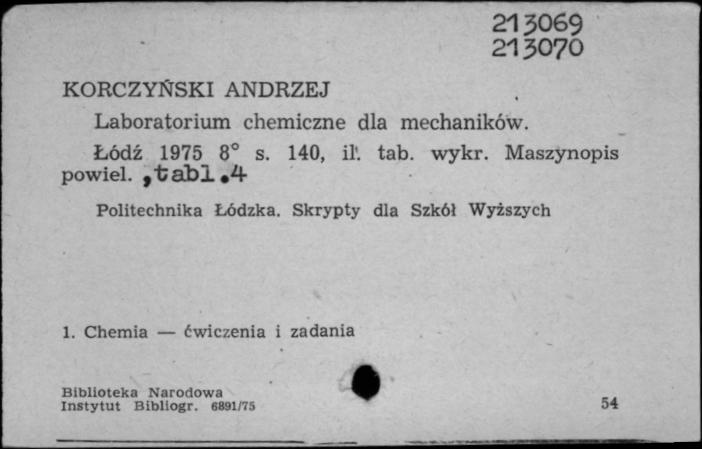 213069
213070
KORCZYŃSKI ANDRZEJ
Laboratorium chemiczne dla mechaników.
Łódź 1975 8° s. 140, il. tab. wykr. Maszynopis
powiel. ,tabl.4
Politechnika Łódzka. Skrypty dla Szkół Wyższych
1. Chemia — ćwiczenia i zadania
Biblioteka Narodowa
Instytut Bibliogr. 6891/75
54